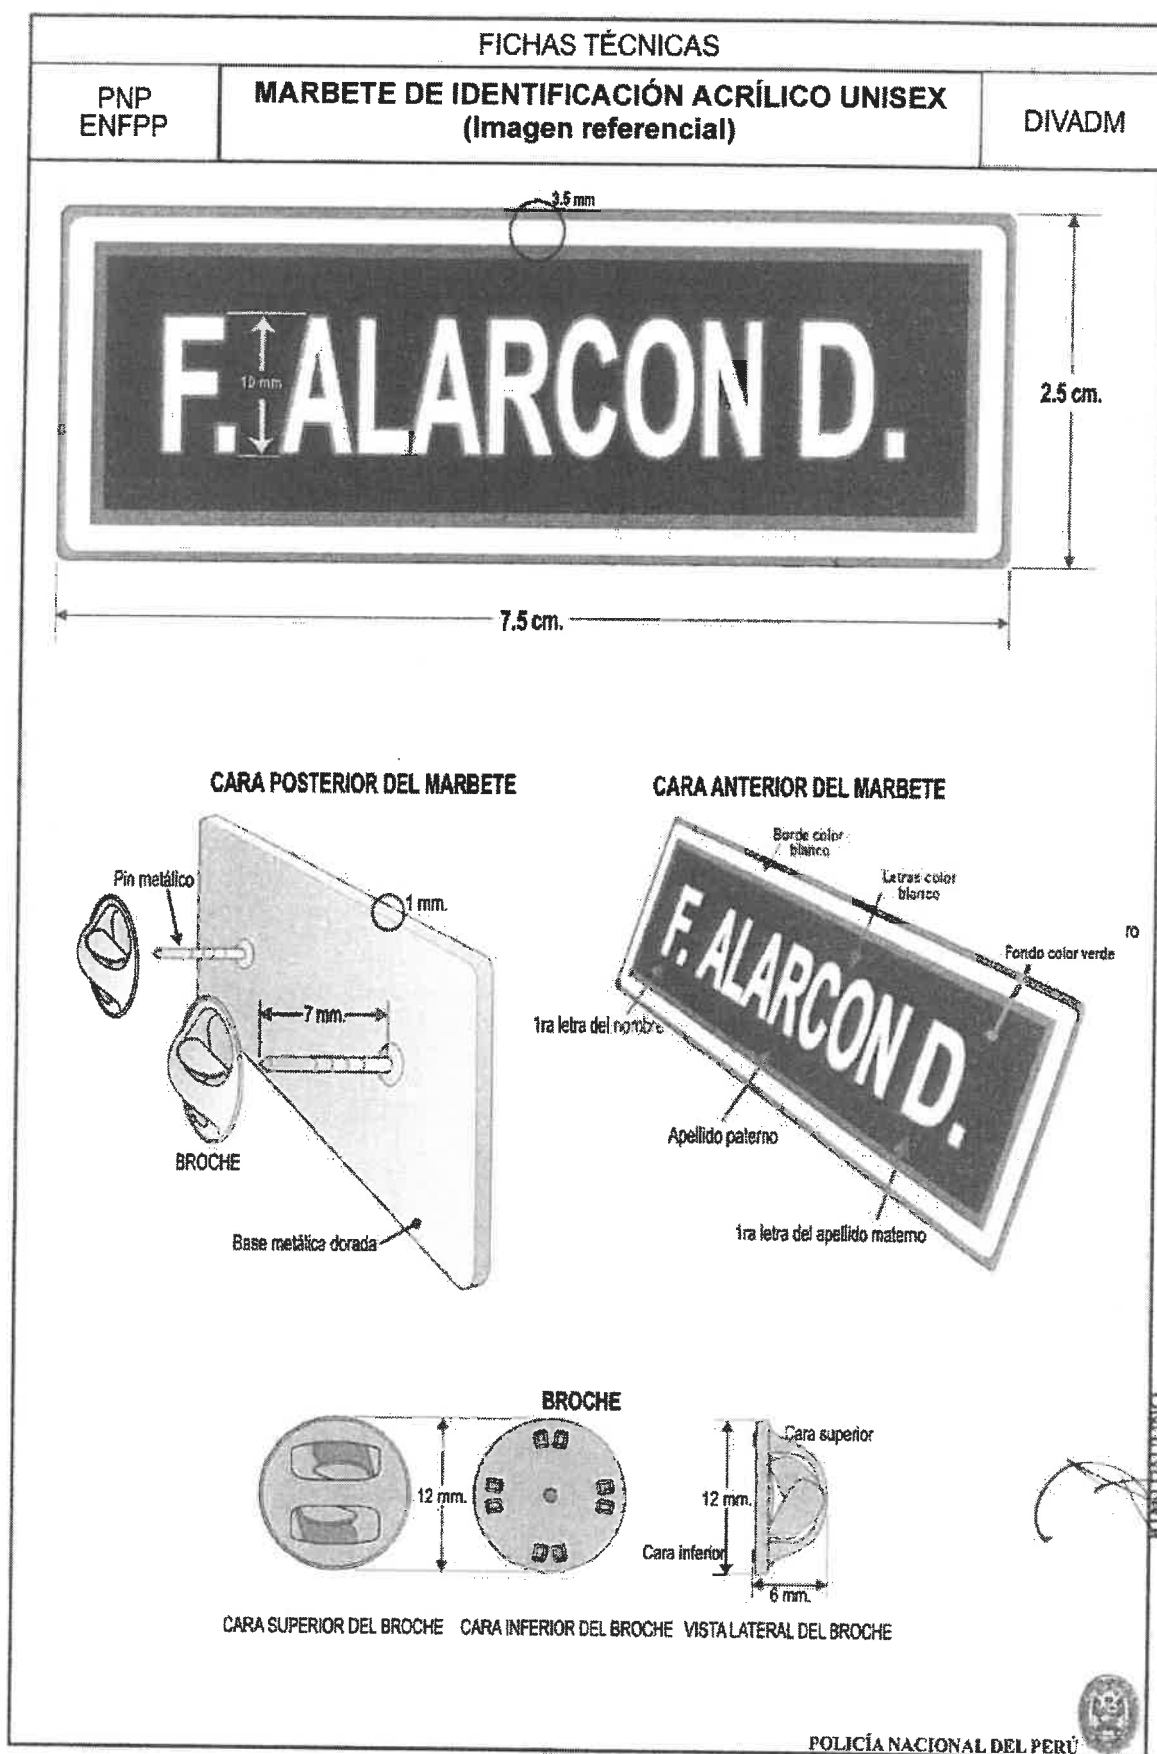 FICHAS TÉCNICAS
PNP
ENFPP
MARBETE DE IDENTIFICACIÓN ACRÍLICO UNISEX
(Imagen referencial)
DIVADM
3.5 mm
F. ALARCON D.
10 mm
2.5 cm.
7.5 cm.
CARA POSTERIOR DEL MARBETE
Pin metálico
1 mm.
7 mm.
BROCHE
Base metálica dorada
CARA ANTERIOR DEL MARBETE
Borde color
blanco
Letras color
blanco
ro
Fondo color verde
F. ALARCON D.
1ra letra del nombre
Apellido paterno
1ra letra del apellido materno
BROCHE
12 mm.
12 mm.
Cara superior
Cara inferior
6 mm.
CARA SUPERIOR DEL BROCHE CARA INFERIOR DEL BROCHE VISTA LATERAL DEL BROCHE
POLICÍA NACIONAL DEL PERÚ